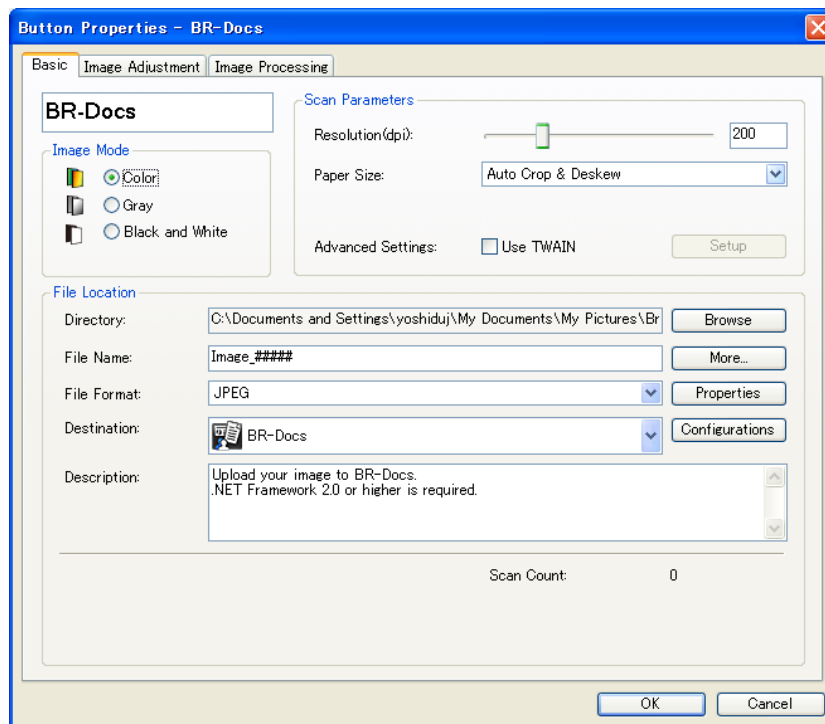 Button Properties - BR-Docs
Basic
Image Adjustment
Image Processing
BR-Docs
Image Mode
Color
Gray
Black and White
Scan Parameters
Resolution(dpi):
200
Paper Size:
Auto Crop & Deskew
Advanced Settings:
Use TWAIN
Setup
File Location
Directory:
C:\Documents and Settings\yoshiduj\My Documents\My Pictures\Br
Browse
File Name:
Image_#####
More...
File Format:
JPEG
Properties
Destination:
BR-Docs
Configurations
Description:
Upload your image to BR-Docs.
.NET Framework 2.0 or higher is required.
Scan Count:
0
OK
Cancel